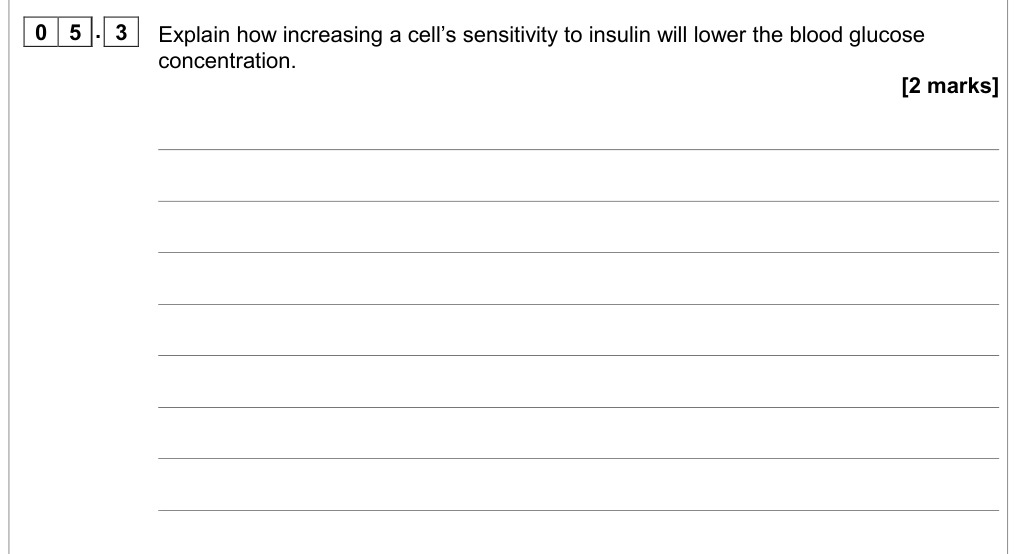 0 5 . 3 Explain how increasing a cell's sensitivity to insulin will lower the blood glucose
concentration.
[2 marks]